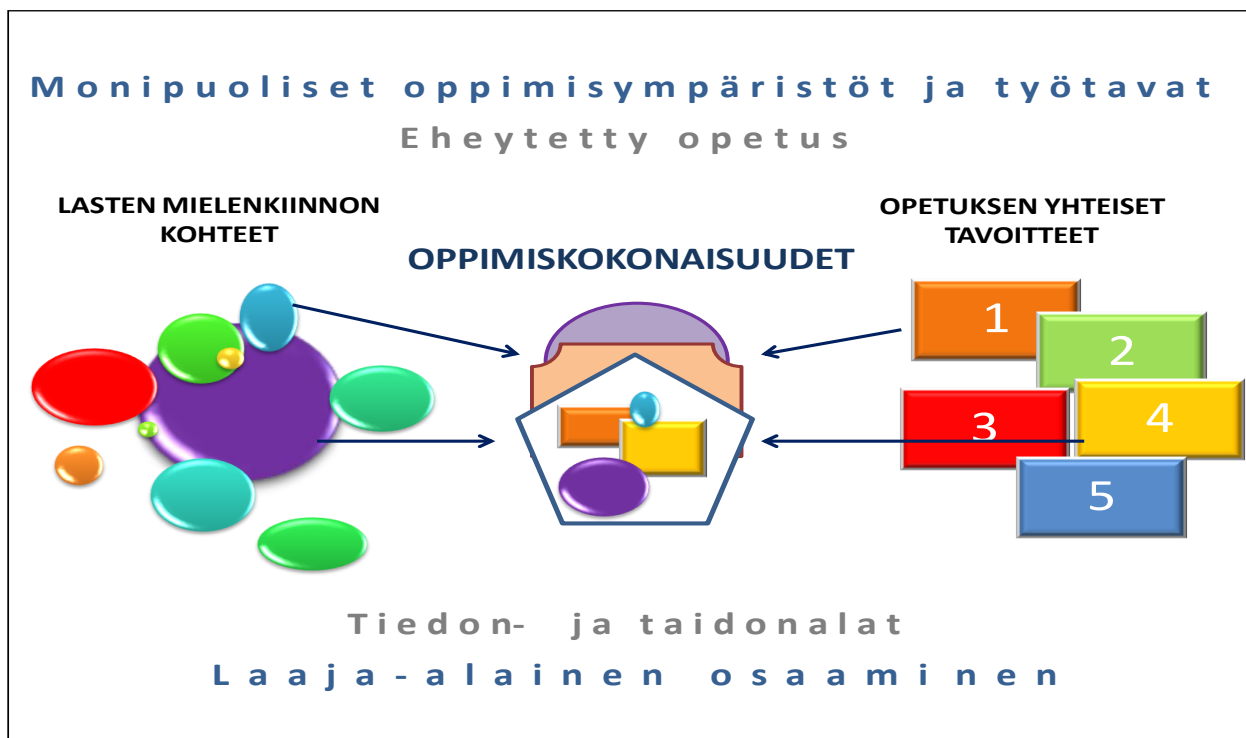 Monipuoliset oppimisympäristöt ja työtavat
Eheytetty opetus
LASTEN MIELENKIINNON
KOHTEET
OPPIMISKOKONAISUUDET
OPETUKSEN YHTEISET
TAVOITTEET
1
2
3
4
5
Tiedon- ja taidonalat
Laaja-alainen osaaminen